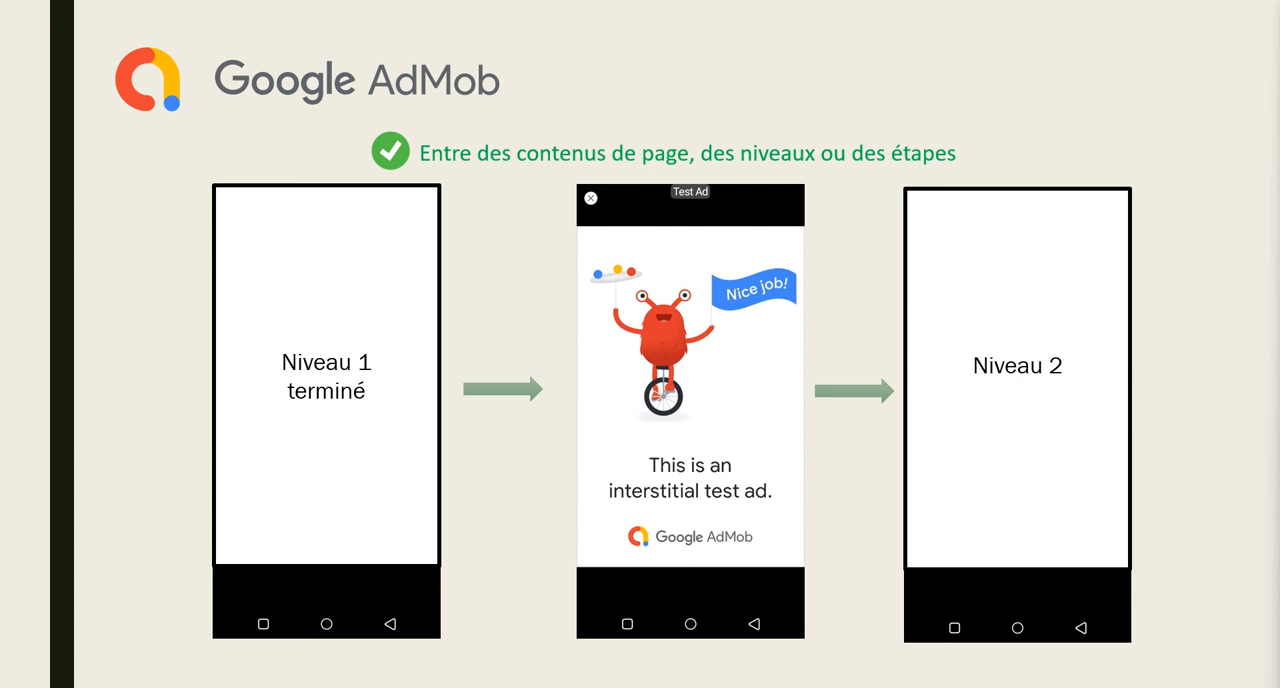 Google AdMob
Entre des contenus de page, des niveaux ou des étapes
Niveau 1
terminé
Test Ad
Nice job!
This is an
interstitial test ad.
Google AdMob
Niveau 2